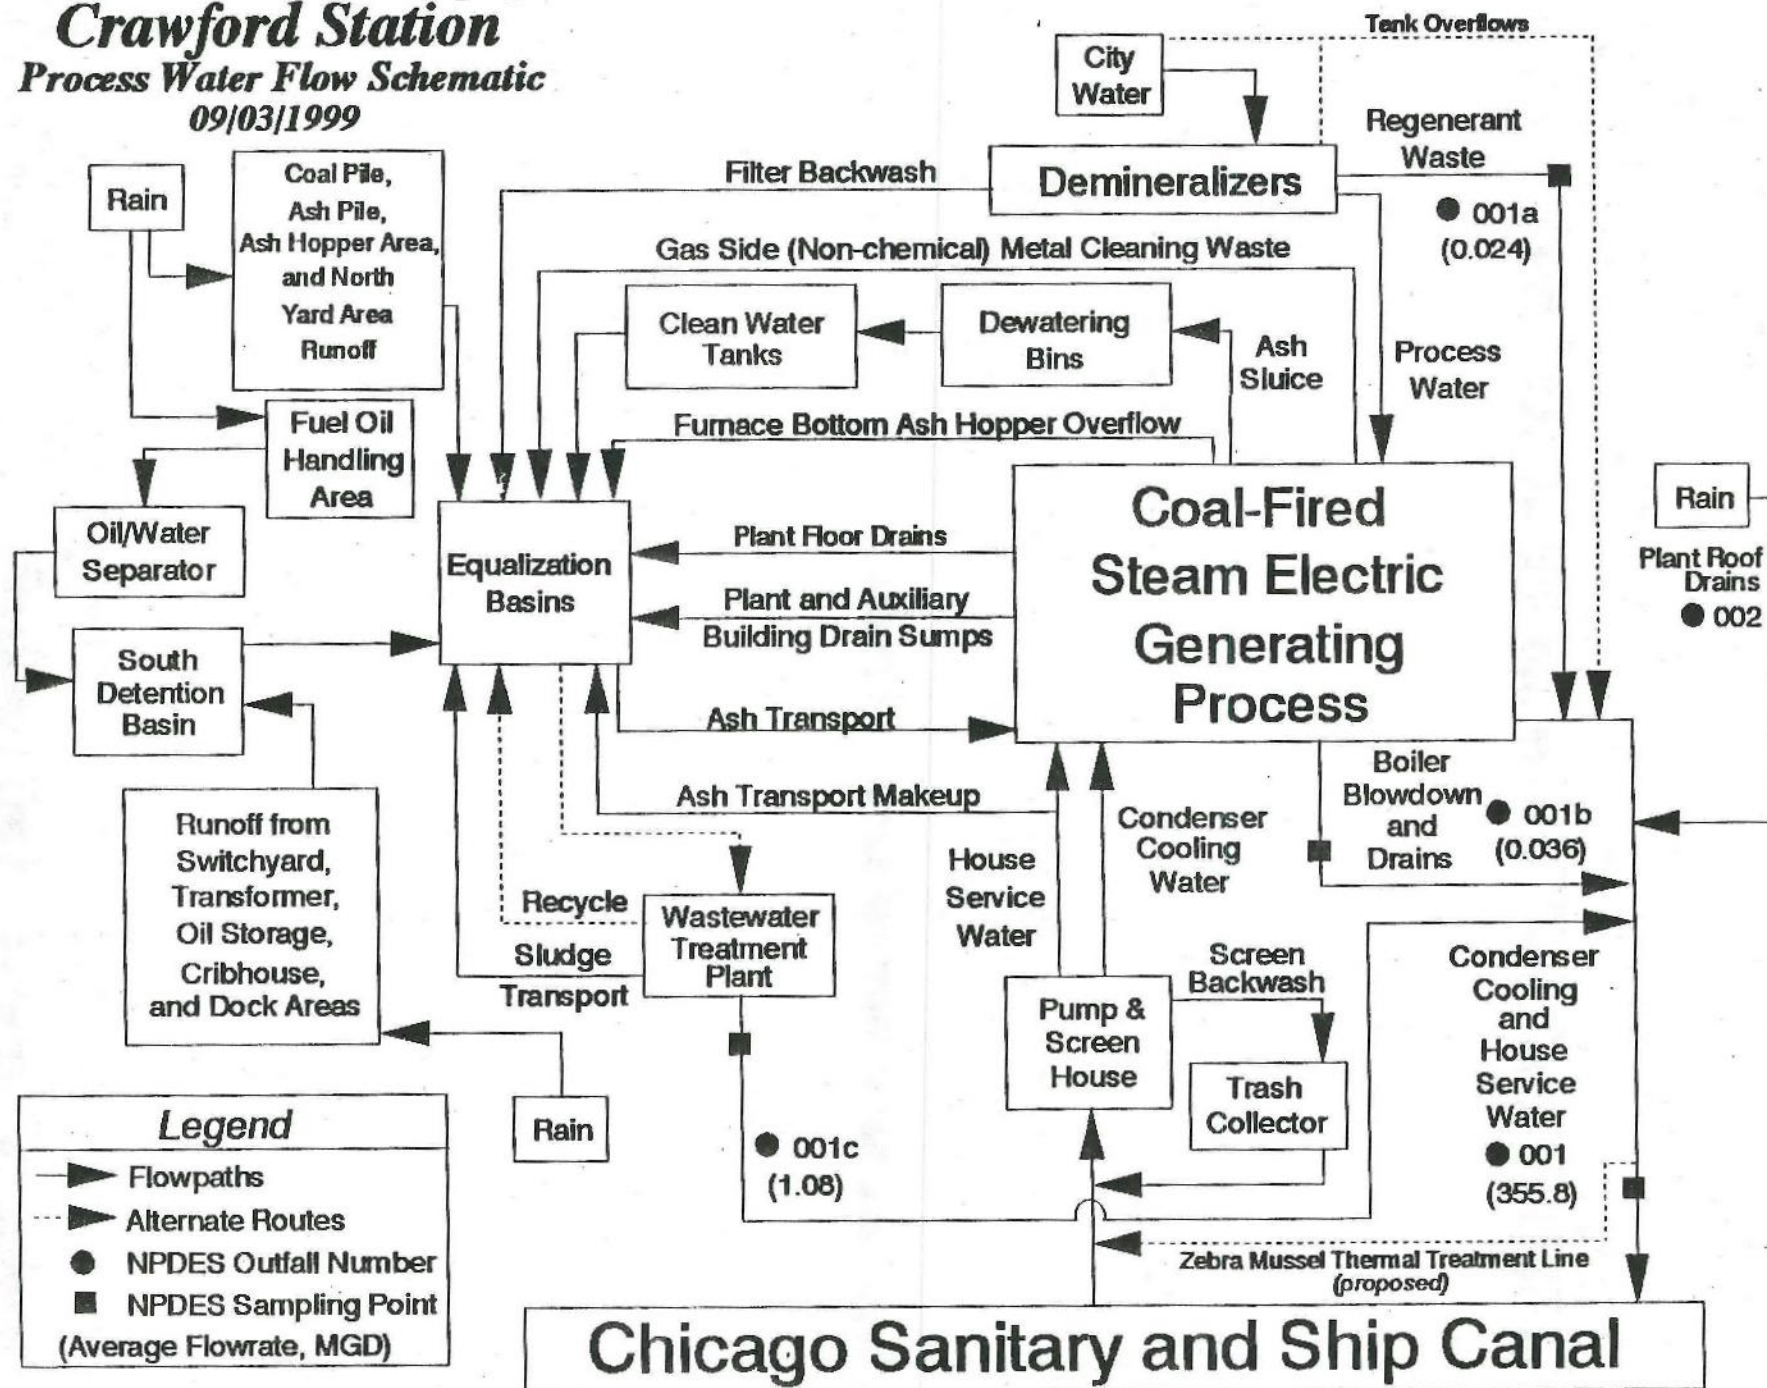 Crawford Station
Process Water Flow Schematic
09/03/1999
Tank Overflows
City
Water
Regenerant
Waste
Demineralizers
Filter Backwash
001a
(0.024)
Rain
Coal Pile,
Ash Pile,
Ash Hopper Area,
and North
Yard Area
Runoff
Gas Side (Non-chemical) Metal Cleaning Waste
Clean Water
Tanks
Dewatering
Bins
Ash
Sluice
Process
Water
Fuel Oil
Handling
Area
Furnace Bottom Ash Hopper Overflow
Oil/Water
Separator
Equalization
Basins
Plant Floor Drains
Plant and Auxiliary
Building Drain Sumps
Coal-Fired
Steam Electric
Generating
Process
Rain
Plant Roof
Drains
002
South
Detention
Basin
Ash Transport
Ash Transport Makeup
Boiler
Blowdown
and
Drains
001b
(0.036)
Runoff from
Switchyard,
Transformer,
Oil Storage,
Cribhouse,
and Dock Areas
House
Service
Water
Condenser
Cooling
Water
Recycle
Sludge
Transport
Wastewater
Treatment
Plant
Screen
Backwash
Pump &
Screen
House
Trash
Collector
Condenser
Cooling
and
House
Service
Water
001
(355.8)
Rain
001c
(1.08)
Legend
Flowpaths
Alternate Routes
NPDES Outfall Number
NPDES Sampling Point
(Average Flowrate, MGD)
Zebra Mussel Thermal Treatment Line
(proposed)
Chicago Sanitary and Ship Canal